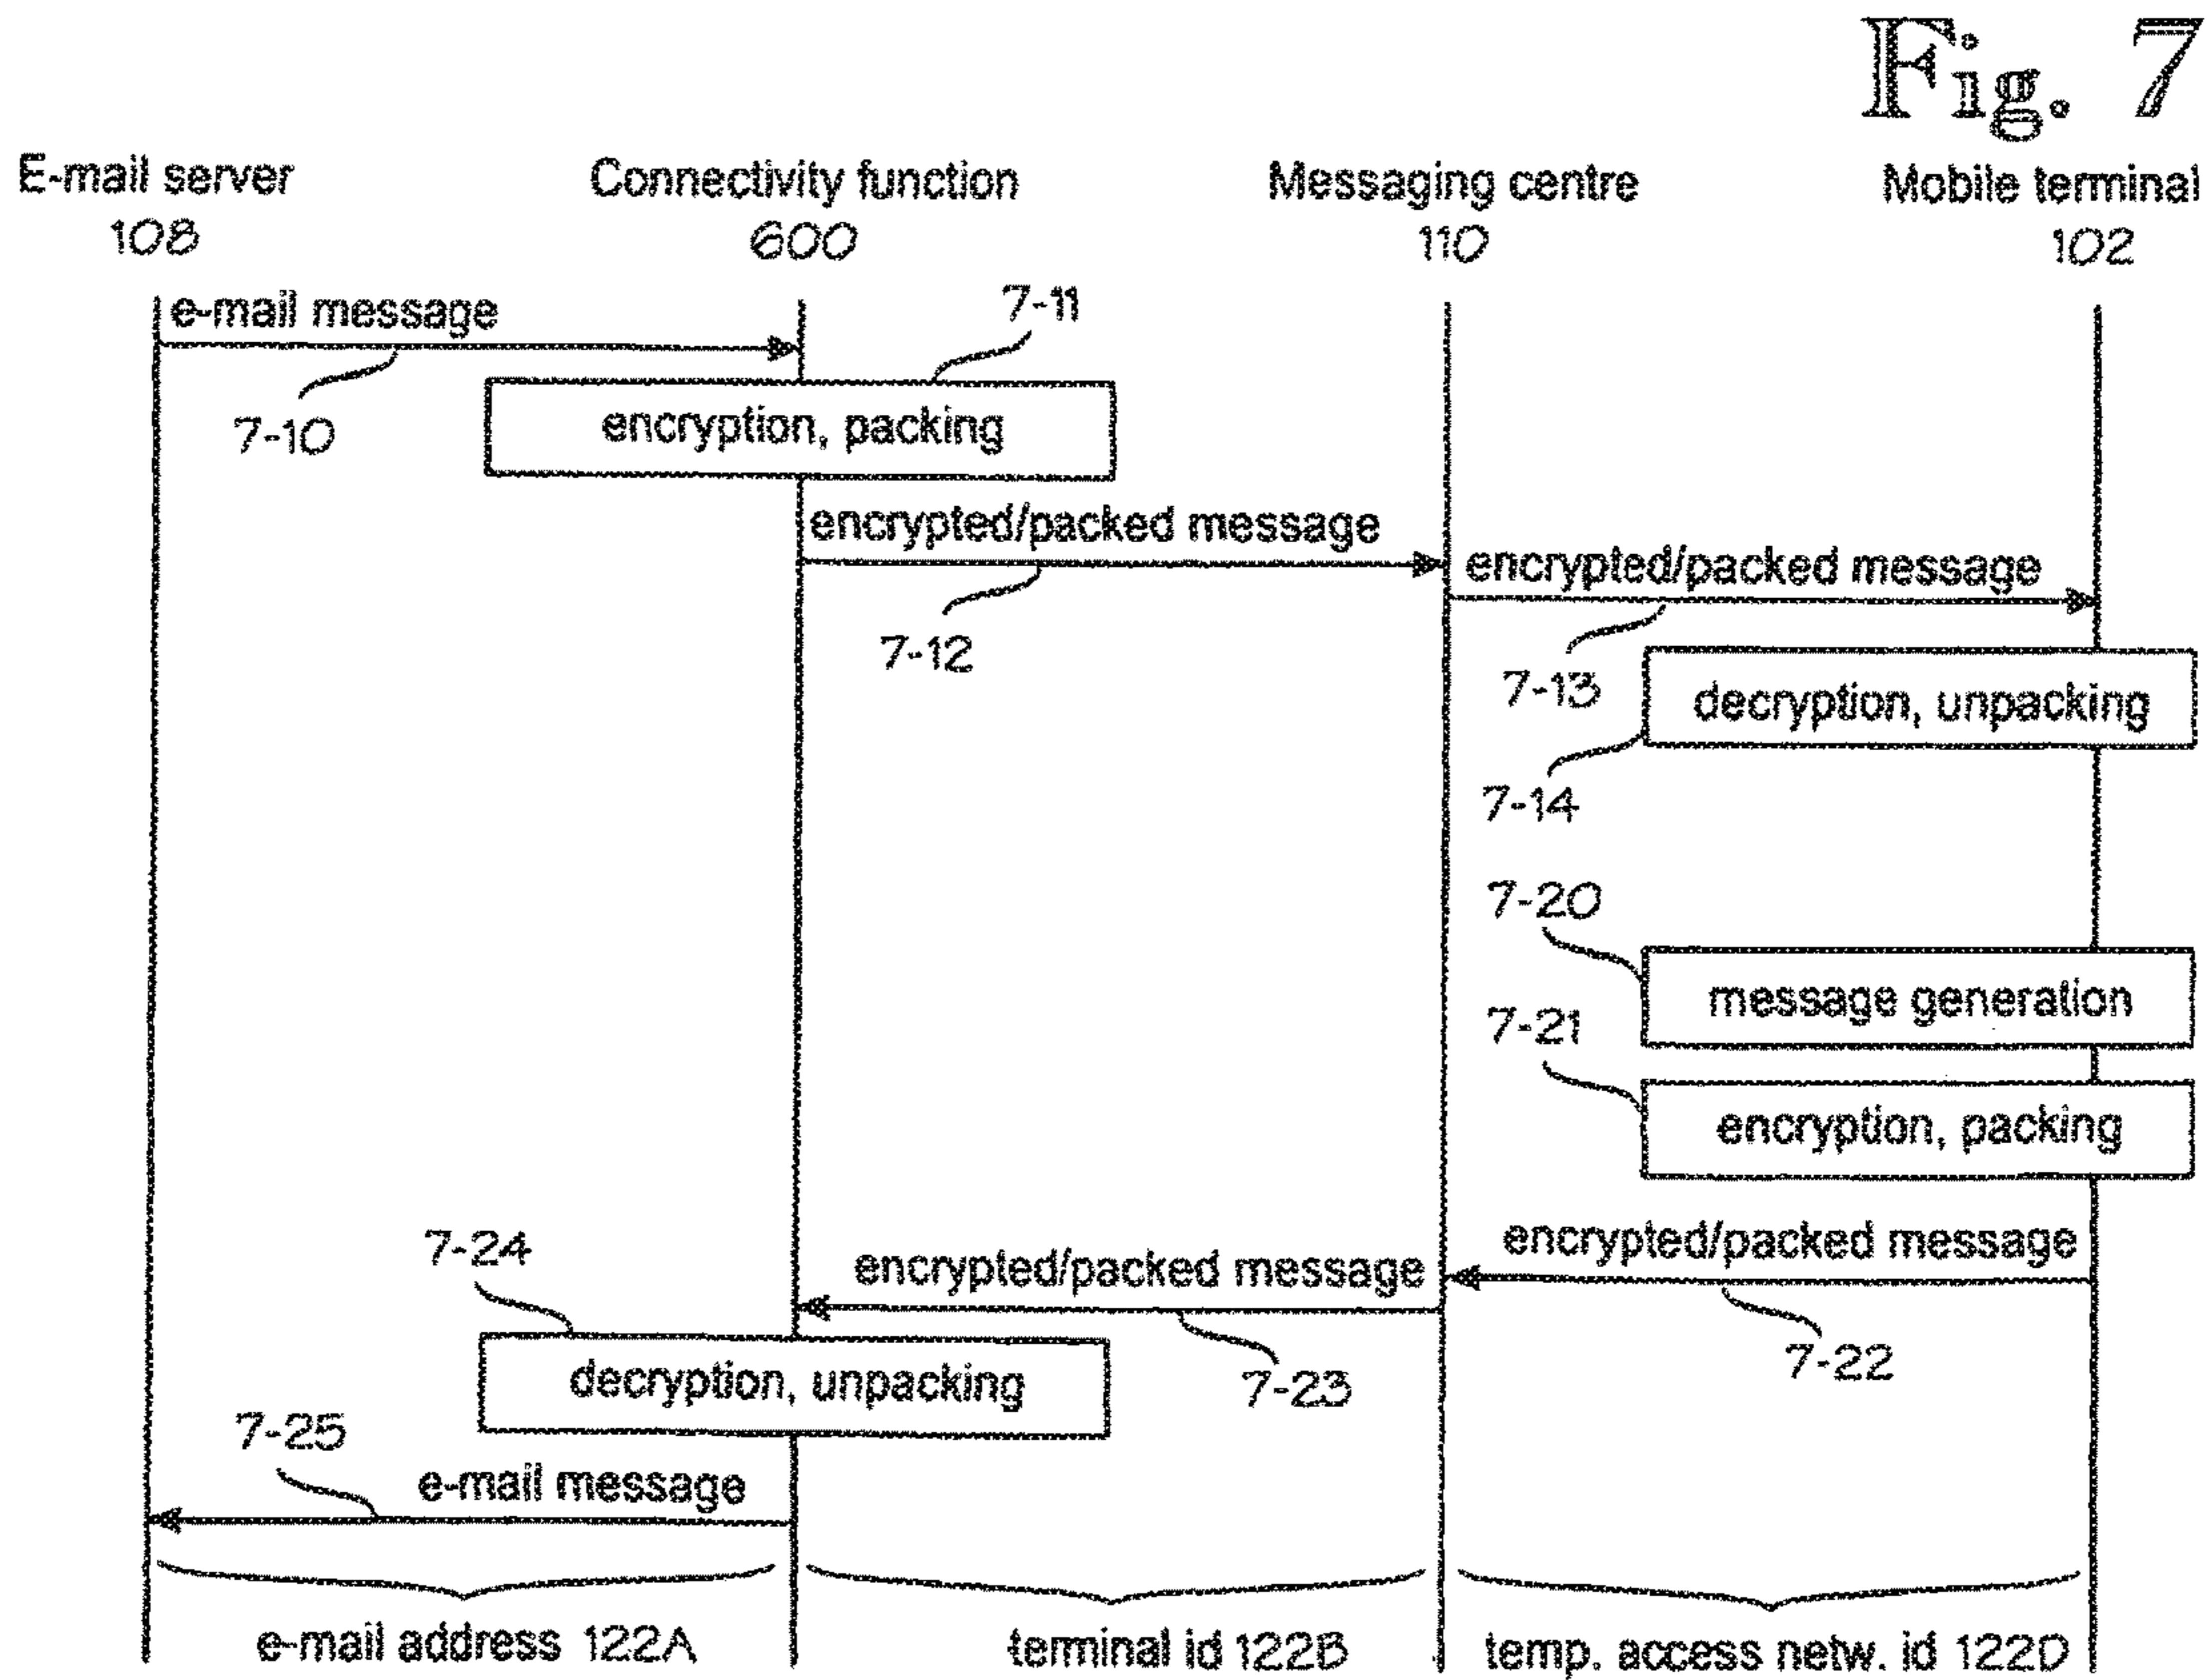 Fig. 7
E-mail server
108
Connectivity function
600
Messaging centre
110
Mobile terminal
102
e-mail message
7-10
7-11
encryption, packing
encrypted/packed message
7-12
encrypted/packed message
7-13
decryption, unpacking
7-14
7-20
message generation
7-21
encryption, packing
encrypted/packed message
7-22
encrypted/packed message
7-23
7-24
decryption, unpacking
7-25
e-mail message
e-mail address 122A
terminal id 122B
temp. access netw. id 122D